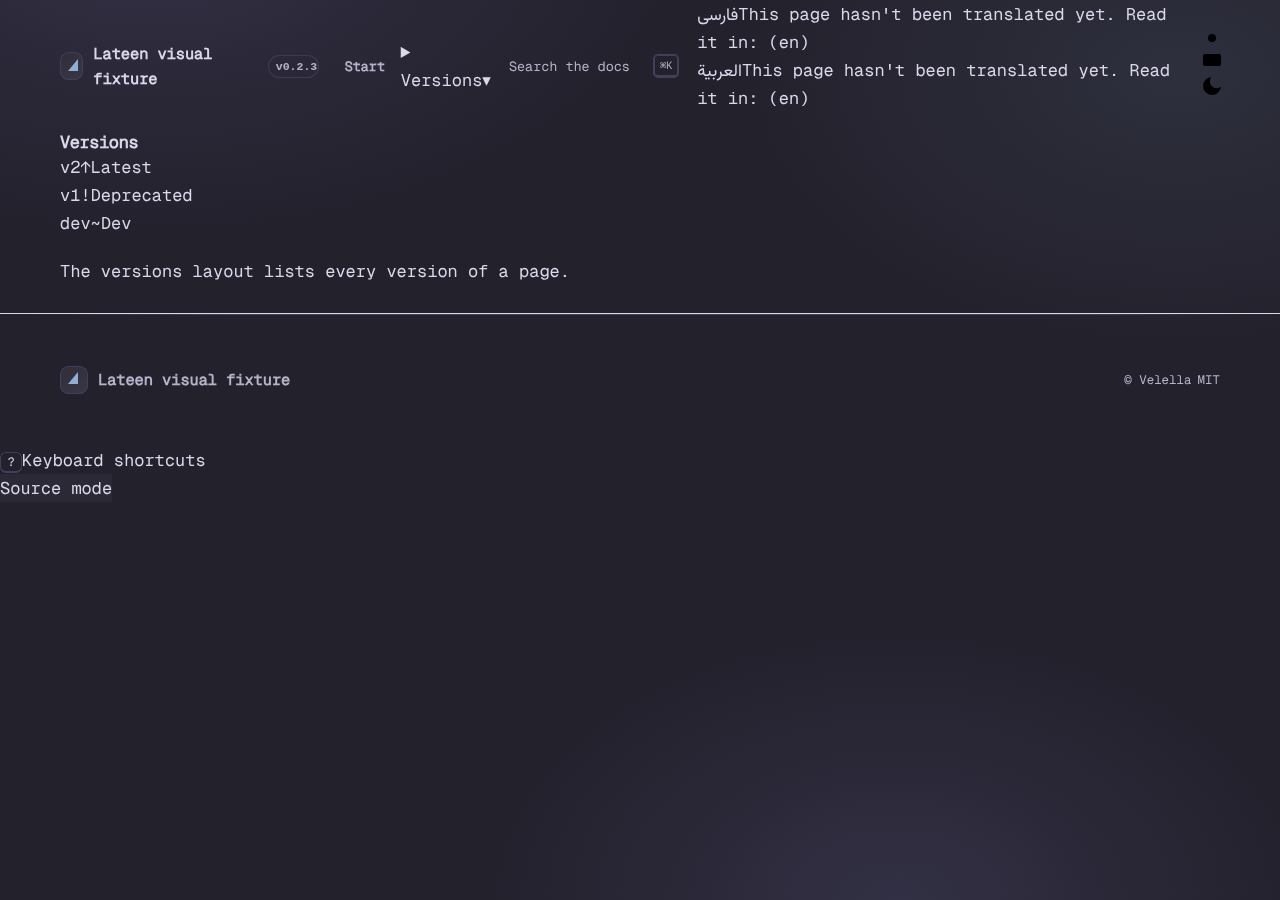 Lateen visual
fixture
v0.2.3
Start
▶
Versions▾
Search the docs
⌘K
فارسیThis page hasn't been translated yet. Read
it in: (en)
العربيةThis page hasn't been translated yet. Read
it in: (en)
Versions
v2↑Latest
v1!Deprecated
dev~Dev
The versions layout lists every version of a page.
Lateen visual fixture
© Velella MIT
?Keyboard shortcuts
Source mode